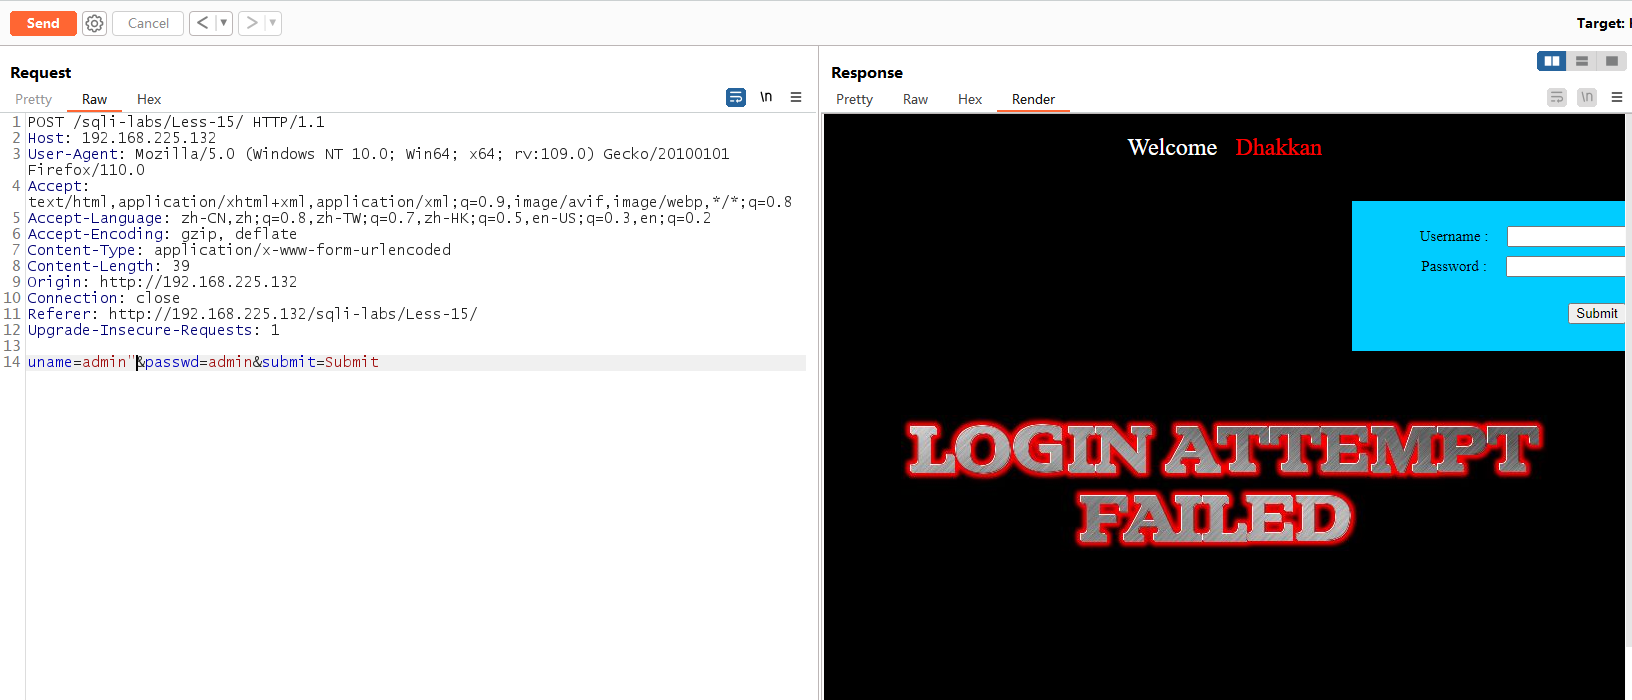 Send
Cancel
<
>
Target: 
Request
Pretty Raw Hex
\n
1 POST /sqli-labs/Less-15/ HTTP/1.1
2 Host: 192.168.225.132
3 User-Agent: Mozilla/5.0 (Windows NT 10.0; Win64; x64; rv:109.0) Gecko/20100101
Firefox/110.0
4 Accept:
text/html,application/xhtml+xml,application/xml;q=0.9,image/avif,image/webp,*/*;q=0.8
5 Accept-Language: zh-CN,zh;q=0.8,zh-TW;q=0.7,zh-HK;q=0.5,en-US;q=0.3,en;q=0.2
6 Accept-Encoding: gzip, deflate
7 Content-Type: application/x-www-form-urlencoded
8 Content-Length: 39
9 Origin: http://192.168.225.132
10 Connection: close
11 Referer: http://192.168.225.132/sqli-labs/Less-15/
12 Upgrade-Insecure-Requests: 1
13
14 uname=admin"&passwd=admin&submit=Submit
Response
Pretty Raw Hex Render
\n
Welcome Dhakkan
Username :
Password :
Submit
LOGIN ATTEMPT
FAILED